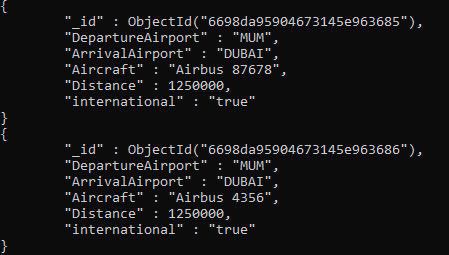 {
"_id" : ObjectId("6698da95904673145e963685"),
"DepartureAirport" : "MUM",
"ArrivalAirport" : "DUBAI",
"Aircraft" : "Airbus 87678",
"Distance" : 1250000,
"international" : "true"
}
{
"_id" : ObjectId("6698da95904673145e963686"),
"DepartureAirport" : "MUM",
"ArrivalAirport" : "DUBAI",
"Aircraft" : "Airbus 4356",
"Distance" : 1250000,
"international" : "true"
}